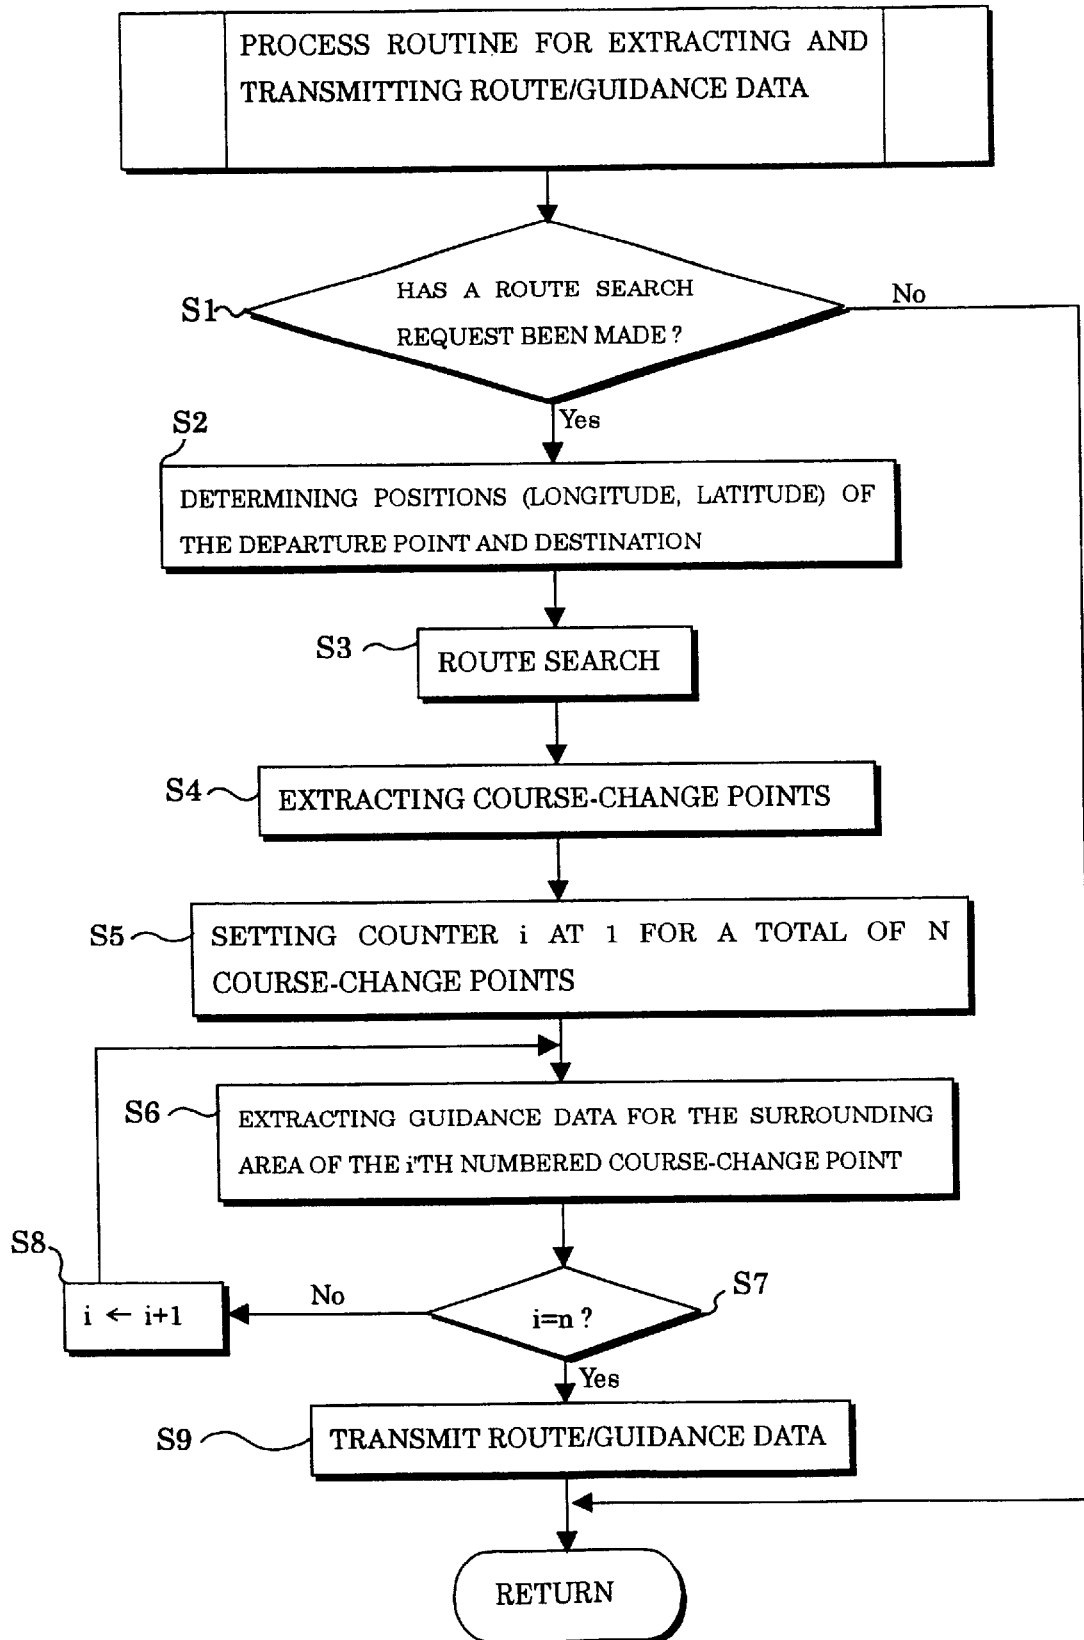 PROCESS ROUTINE FOR EXTRACTING AND
TRANSMITTING ROUTE/GUIDANCE DATA
S1
HAS A ROUTE SEARCH
REQUEST BEEN MADE ?
No
Yes
S2
DETERMINING POSITIONS (LONGITUDE, LATITUDE) OF
THE DEPARTURE POINT AND DESTINATION
S3
ROUTE SEARCH
S4
EXTRACTING COURSE-CHANGE POINTS
S5
SETTING COUNTER i AT 1 FOR A TOTAL OF N
COURSE-CHANGE POINTS
S6
EXTRACTING GUIDANCE DATA FOR THE SURROUNDING
AREA OF THE i'TH NUMBERED COURSE-CHANGE POINT
S8
i ← i+1
No
i=n ?
S7
Yes
S9
TRANSMIT ROUTE/GUIDANCE DATA
RETURN